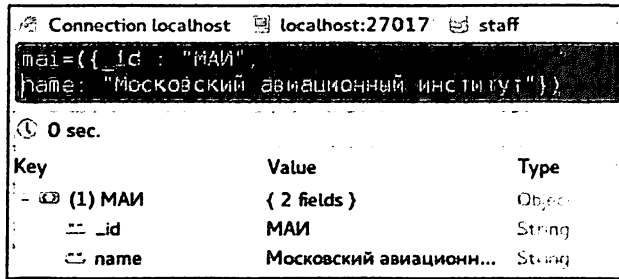 Connection localhost localhost:27017 staff
mai=({_id : "МАИ",
name: "Московский авиационный институт"})
0 sec.
Key Value Type
(1) МАИ { 2 fields } Object
_id МАИ String
name Московский авиационн... String